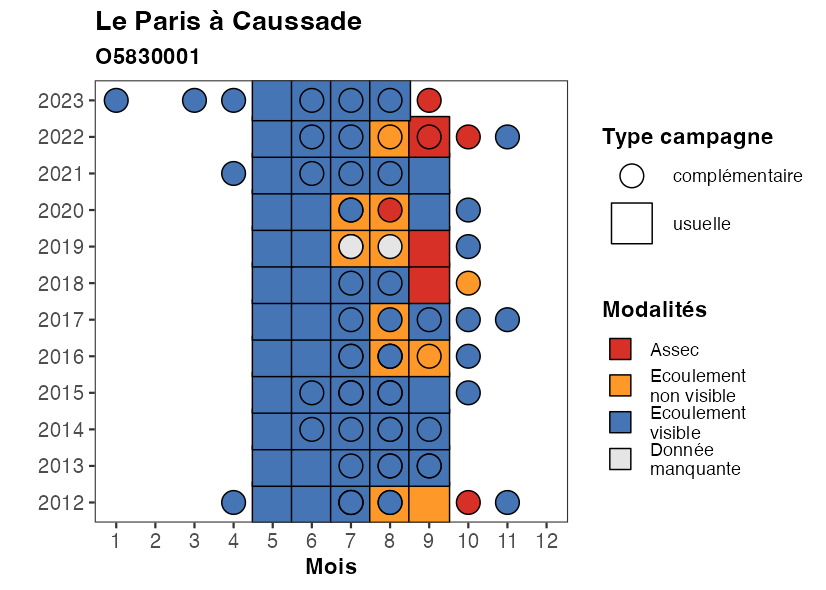 Le Paris à Caussade
O5830001
2023
2022
2021
2020
2019
2018
2017
2016
2015
2014
2013
2012
1 2 3 4 5 6 7 8 9 10 11 12
Mois
Type campagne
complémentaire
usuelle
Modalités
Assec
Ecoulement
non visible
Ecoulement
visible
Donnée
manquante